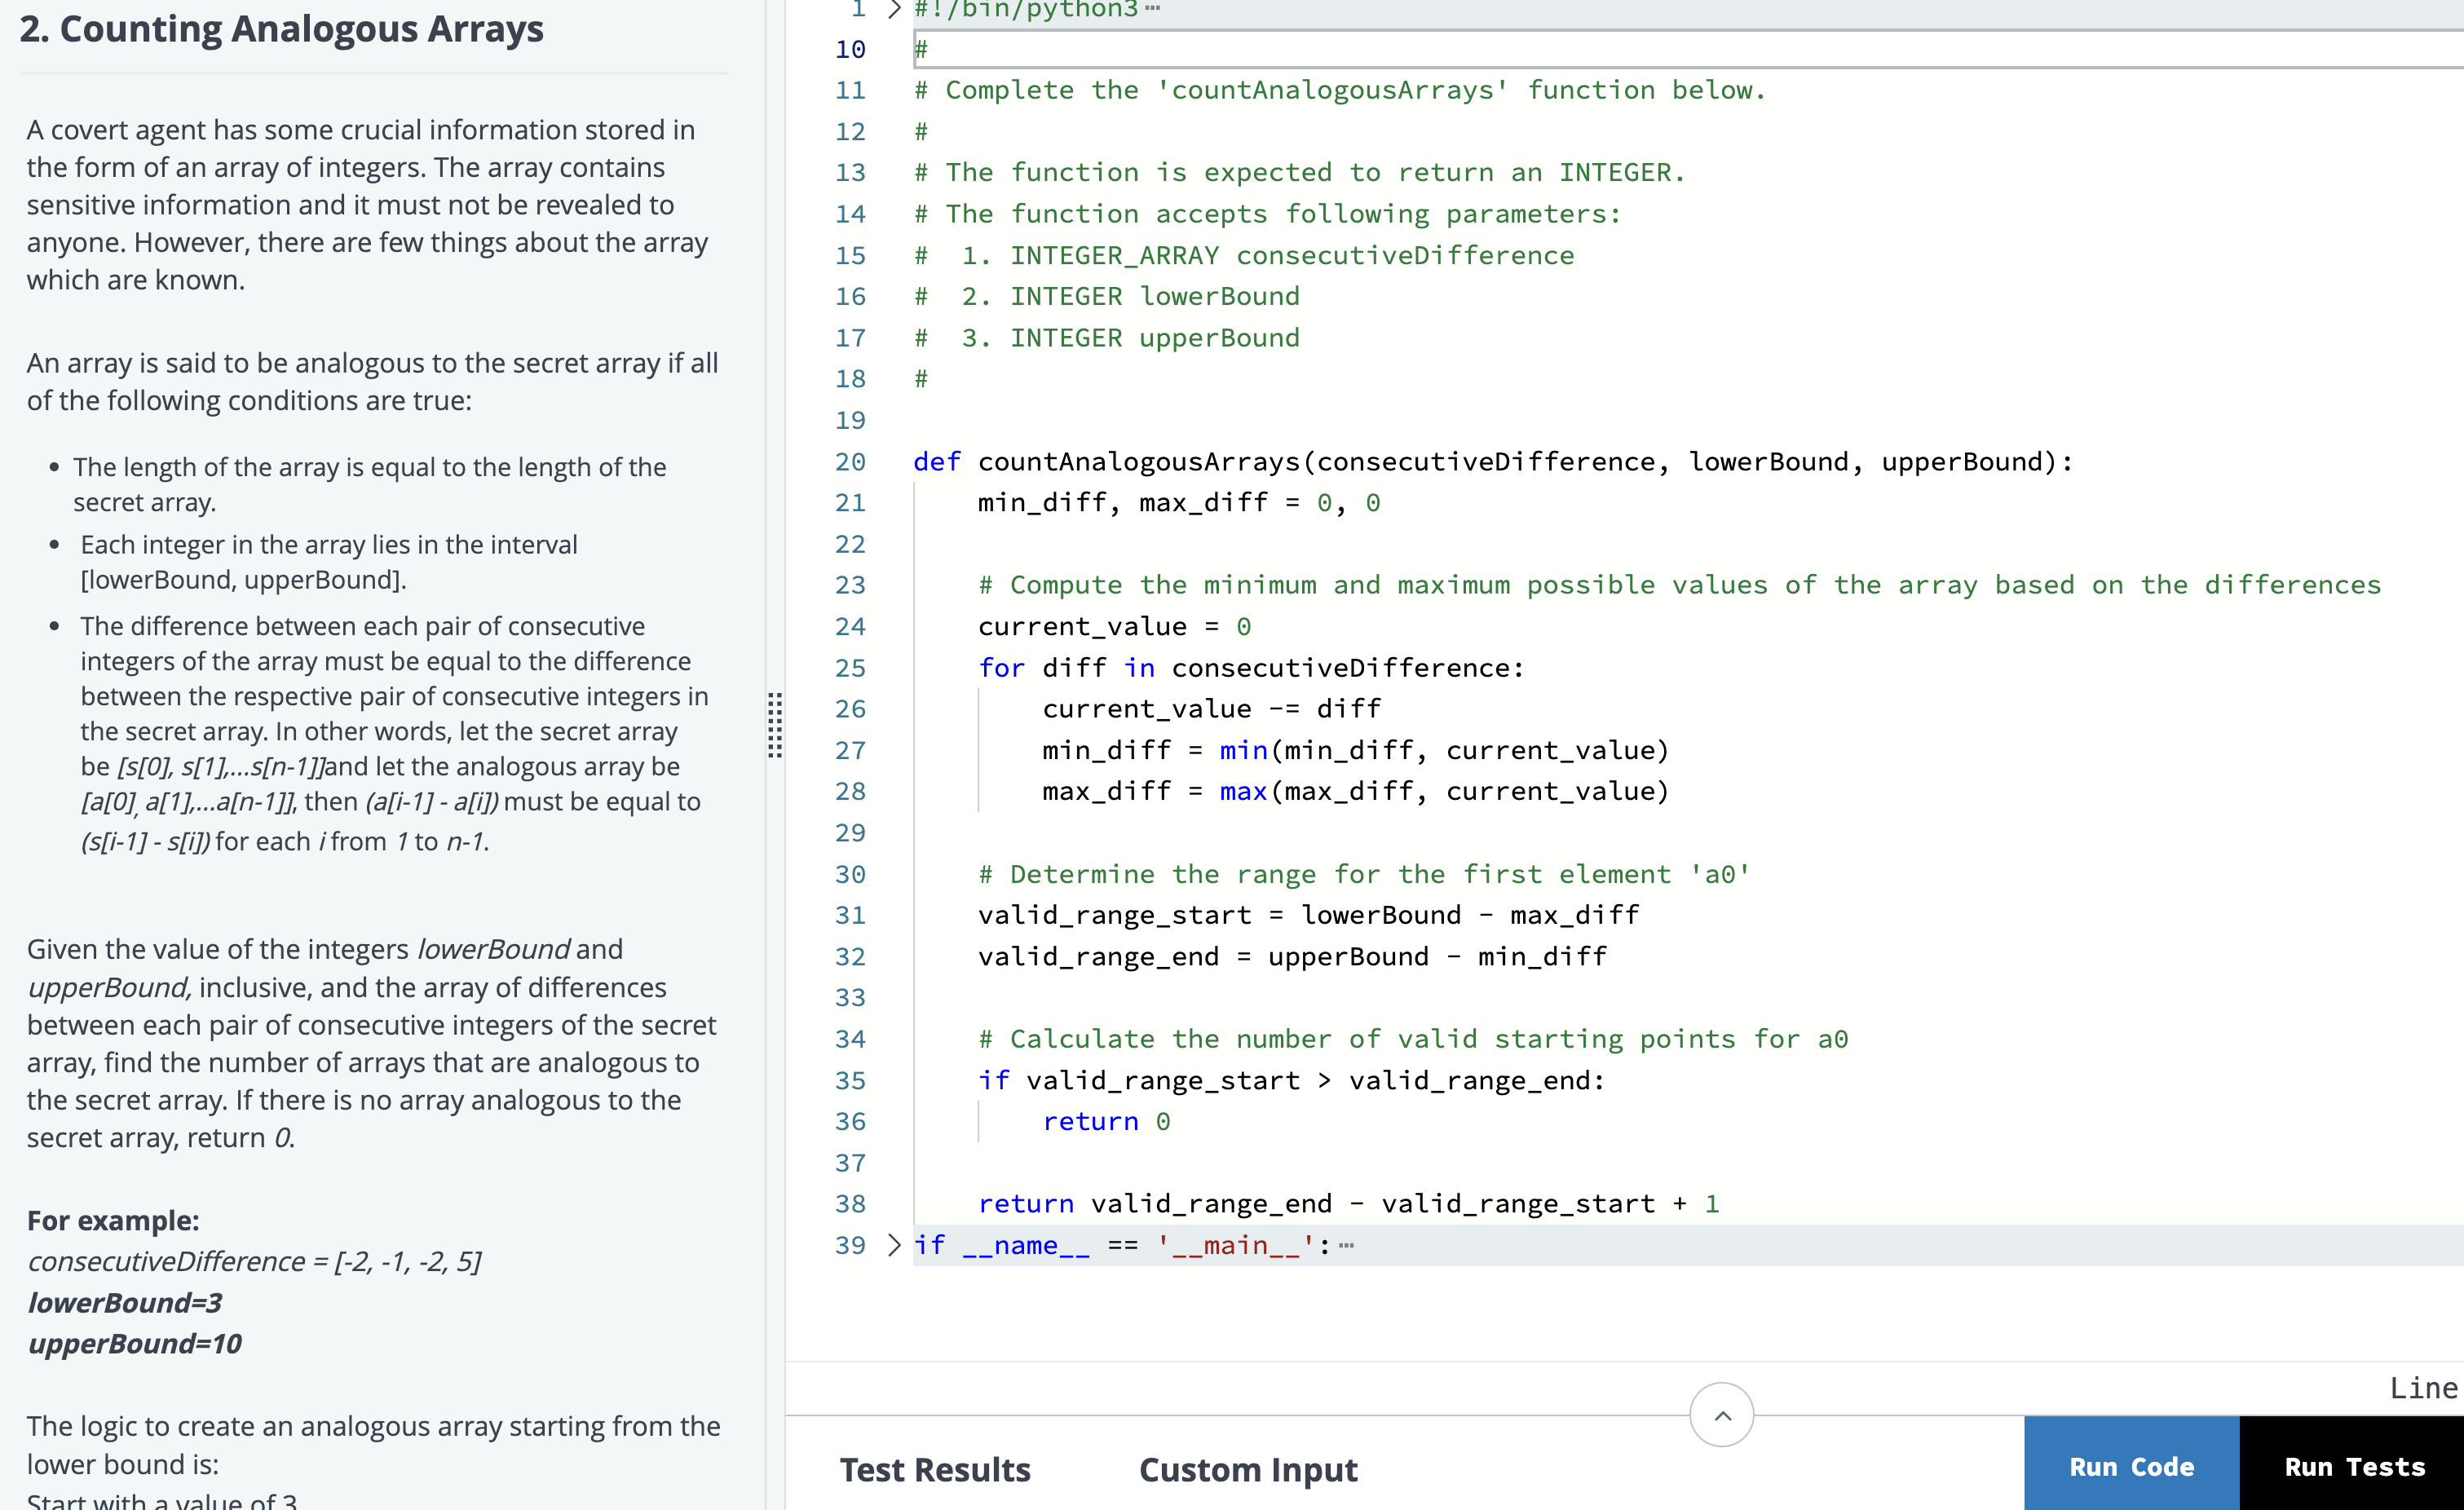 2. Counting Analogous Arrays
A covert agent has some crucial information stored in
the form of an array of integers. The array contains
sensitive information and it must not be revealed to
anyone. However, there are few things about the array
which are known.
An array is said to be analogous to the secret array if all
of the following conditions are true:
• The length of the array is equal to the length of the
secret array.
• Each integer in the array lies in the interval
[lowerBound, upperBound].
• The difference between each pair of consecutive
integers of the array must be equal to the difference
between the respective pair of consecutive integers in
the secret array. In other words, let the secret array
be [s[0], s[1],...s[n-1]]and let the analogous array be
[a[0], a[1],...a[n-1]], then (a[i-1] - a[i]) must be equal to
(s[i-1] - s[i]) for each i from 1 to n-1.
Given the value of the integers lowerBound and
upperBound, inclusive, and the array of differences
between each pair of consecutive integers of the secret
array, find the number of arrays that are analogous to
the secret array. If there is no array analogous to the
secret array, return 0.
For example:
consecutiveDifference = [-2, -1, -2, 5]
lowerBound=3
upperBound=10
The logic to create an analogous array starting from the
lower bound is:
Start with a value of 3
1 > #!/bin/python3 ⋯
10 #
11 # Complete the 'countAnalogousArrays' function below.
12 #
13 # The function is expected to return an INTEGER.
14 # The function accepts following parameters:
15 #  1. INTEGER_ARRAY consecutiveDifference
16 #  2. INTEGER lowerBound
17 #  3. INTEGER upperBound
18 #
19
20 def countAnalogousArrays(consecutiveDifference, lowerBound, upperBound):
21     min_diff, max_diff = 0, 0
22
23     # Compute the minimum and maximum possible values of the array based on the differences
24     current_value = 0
25     for diff in consecutiveDifference:
26         current_value -= diff
27         min_diff = min(min_diff, current_value)
28         max_diff = max(max_diff, current_value)
29
30     # Determine the range for the first element 'a0'
31     valid_range_start = lowerBound - max_diff
32     valid_range_end = upperBound - min_diff
33
34     # Calculate the number of valid starting points for a0
35     if valid_range_start > valid_range_end:
36         return 0
37
38     return valid_range_end - valid_range_start + 1
39 > if __name__ == '__main__': ⋯
Line
Test Results
Custom Input
Run Code
Run Tests